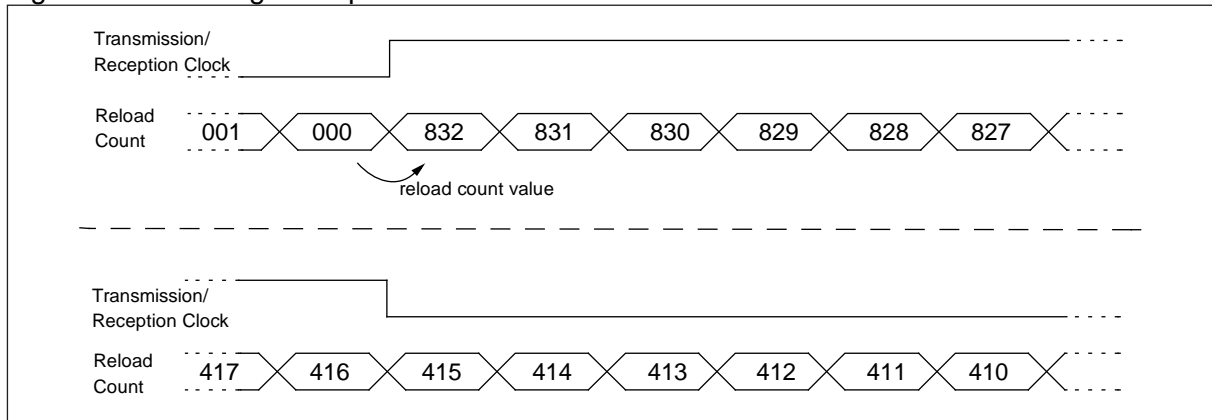 Transmission/
Reception Clock
Reload
Count
001 000 832 831 830 829 828 827
reload count value
Transmission/
Reception Clock
Reload
Count
417 416 415 414 413 412 411 410